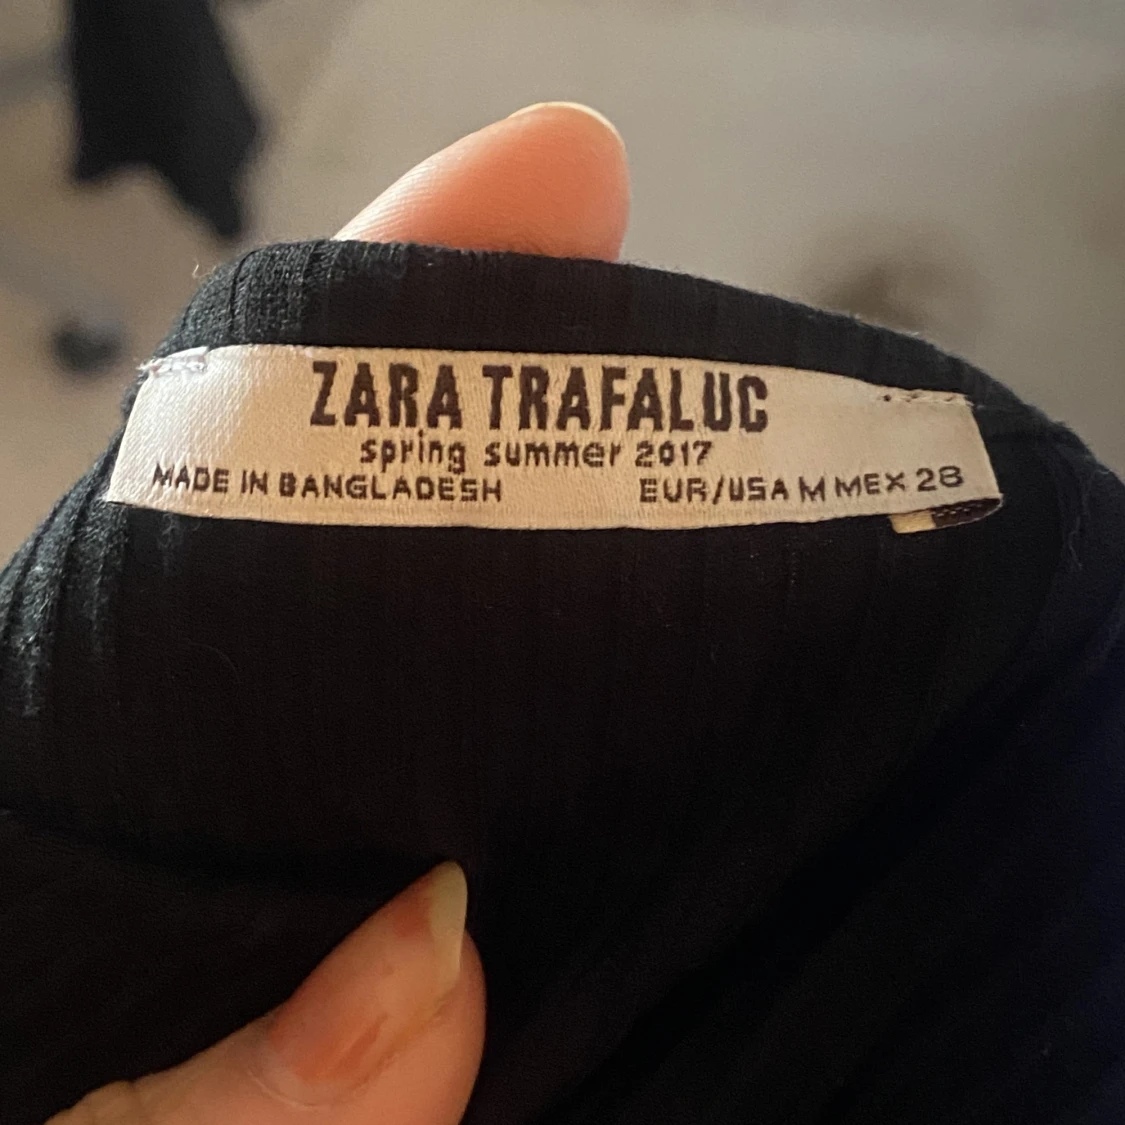 ZARA TRAFALUC
spring summer 2017
MADE IN BANGLADESH EUR/USA M MEX 28